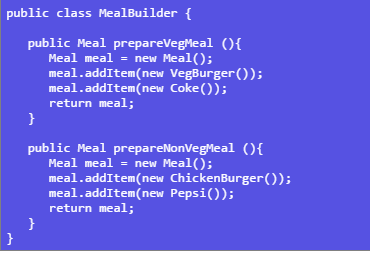 public class MealBuilder {
public Meal prepareVegMeal (){
Meal meal = new Meal();
meal.addItem(new VegBurger());
meal.addItem(new Coke());
return meal;
}
public Meal prepareNonVegMeal (){
Meal meal = new Meal();
meal.addItem(new ChickenBurger());
meal.addItem(new Pepsi());
return meal;
}
}